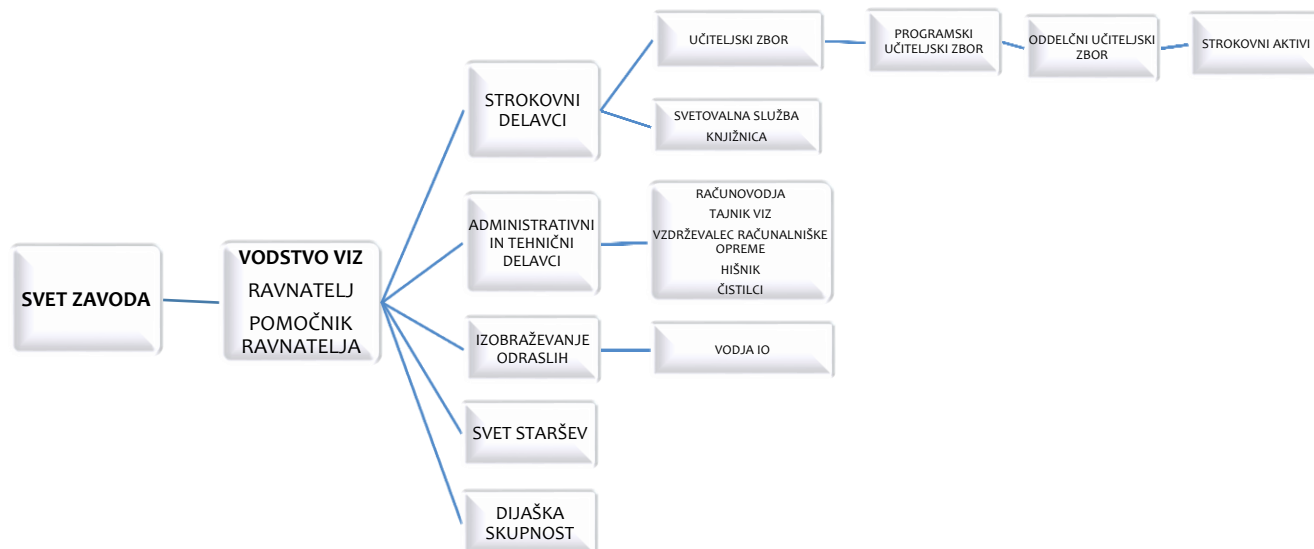 SVET ZAVODA
VODSTVO VIZ
RAVNATELJ
POMOČNIK
RAVNATELJA
STROKOVNI
DELAVCI
UČITELJSKI ZBOR
PROGRAMSKI
UČITELJSKI ZBOR
ODDELČNI UČITELJSKI
ZBOR
STROKOVNI AKTIVI
SVETOVALNA SLUŽBA
KNJIŽNICA
ADMINISTRATIVNI
IN TEHNIČNI
DELAVCI
RAČUNOVODJA
TAJNIK VIZ
VZDRŽEVALEC RAČUNALNIŠKE
OPREME
HIŠNIK
ČISTILCI
IZOBRAŽEVANJE
ODRASLIH
VODJA IO
SVET STARŠEV
DIJAŠKA
SKUPNOST